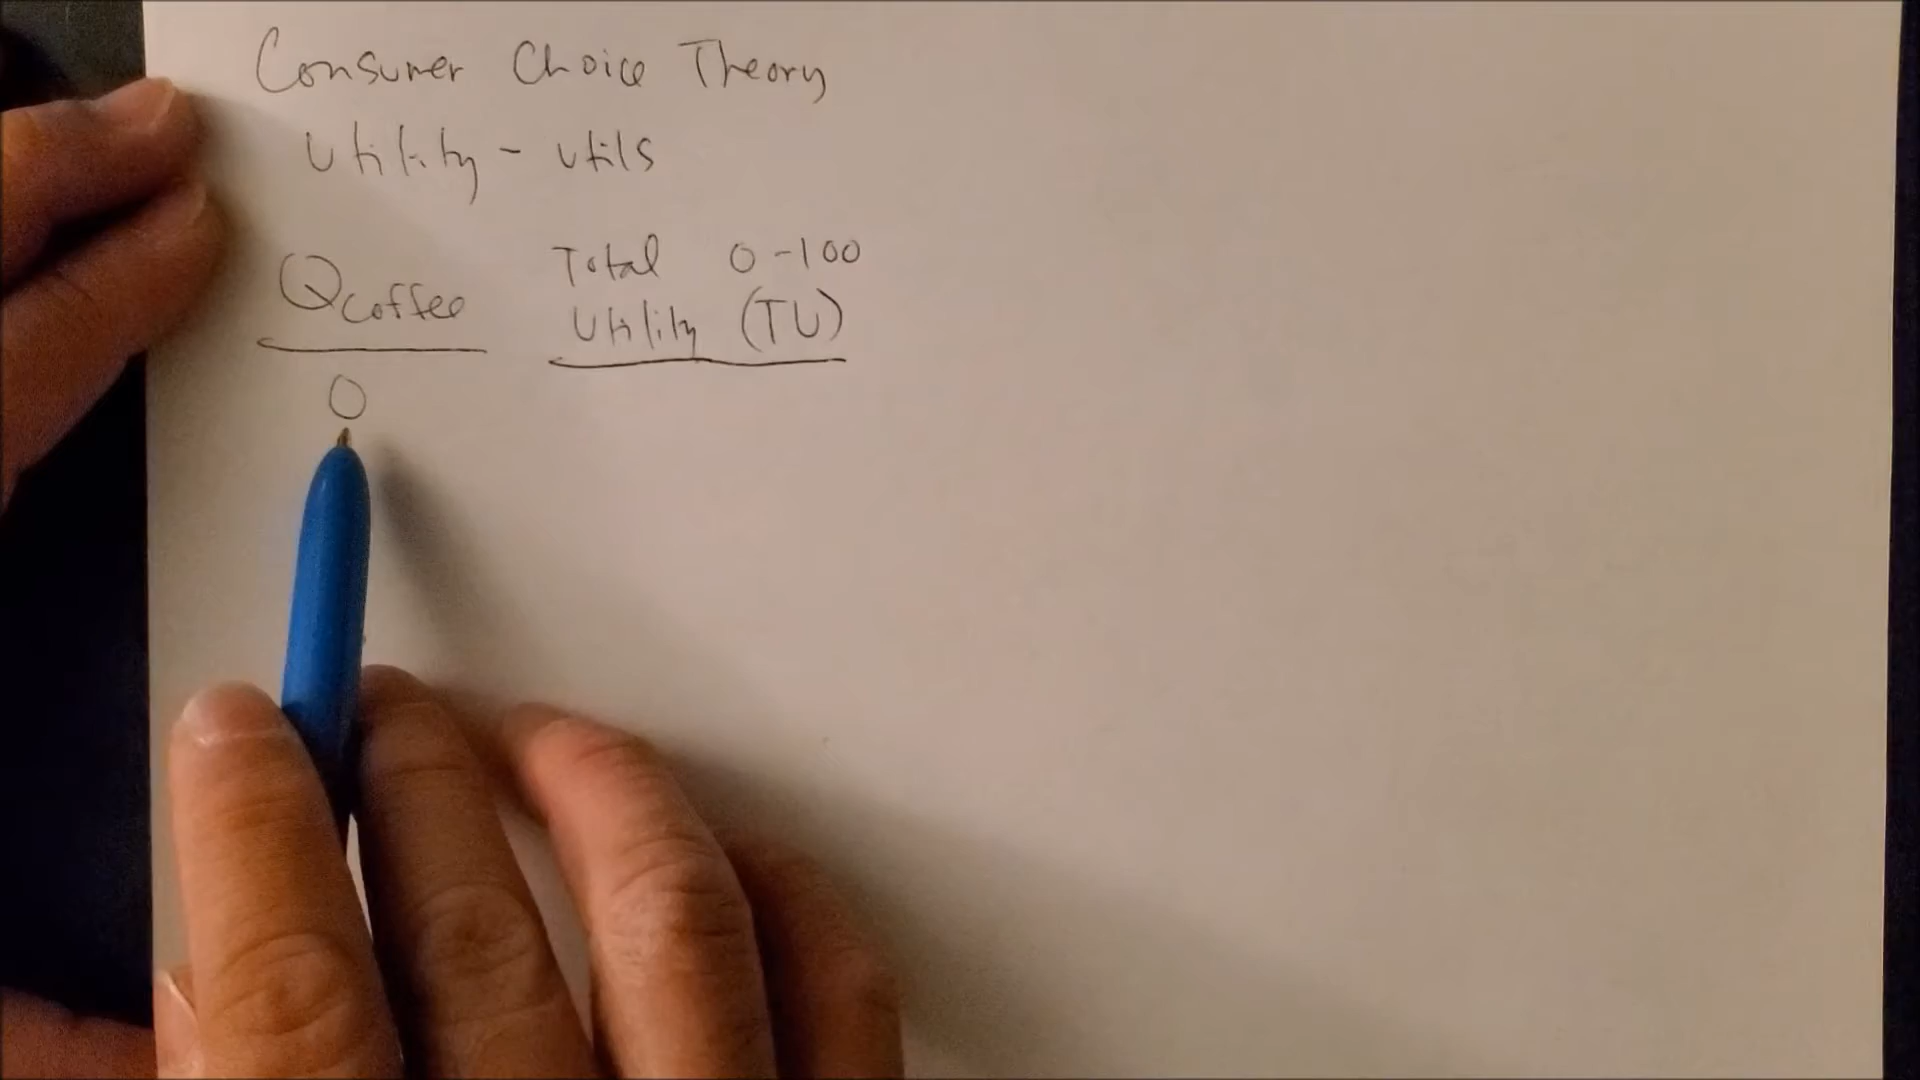 Consumer Choice Theory
Utility - utils
Qcoffee
Total 0-100
Utility (TU)
0